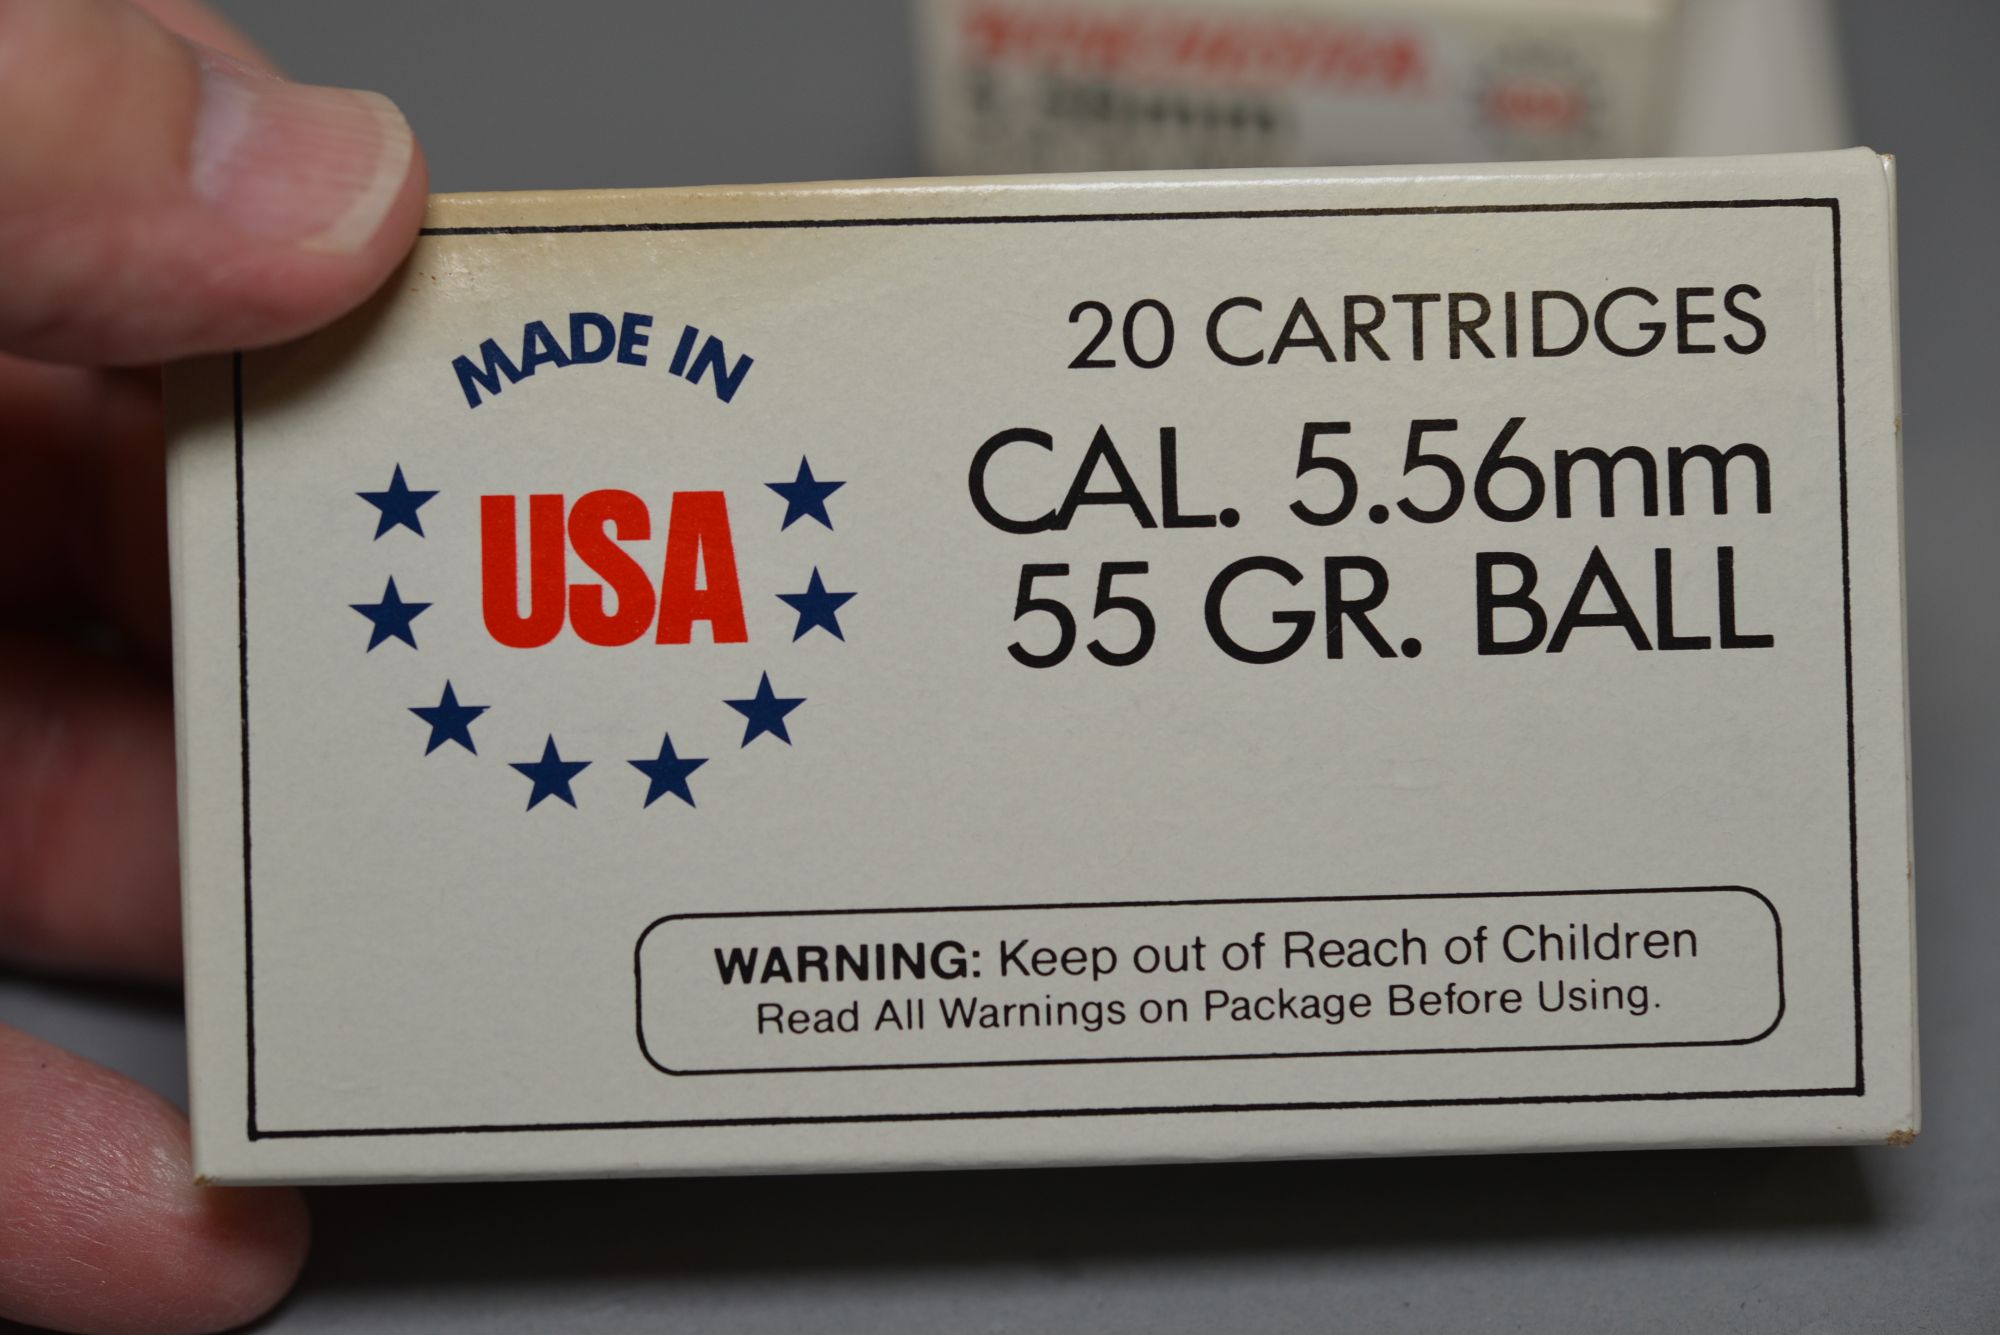 WINCHESTER
MADE IN
USA
20 CARTRIDGES
CAL. 5.56mm
55 GR. BALL
WARNING: Keep out of Reach of Children
Read All Warnings on Package Before Using.